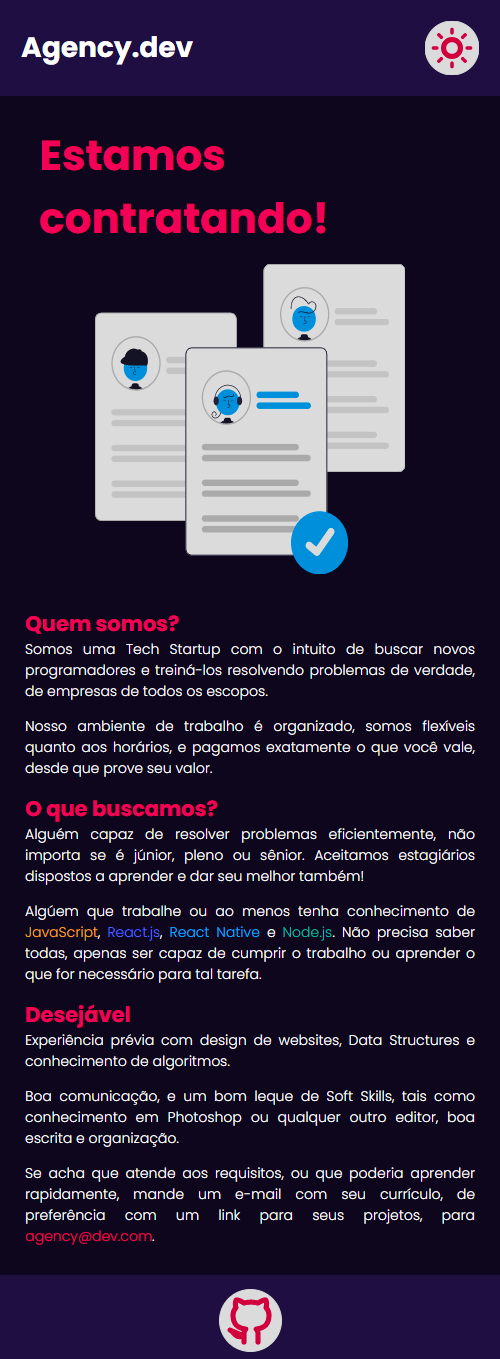 Agency.dev
Estamos
contratando!
Quem somos?
Somos uma Tech Startup com o intuito de buscar novos
programadores e treiná-los resolvendo problemas de verdade,
de empresas de todos os escopos.
Nosso ambiente de trabalho é organizado, somos flexíveis
quanto aos horários, e pagamos exatamente o que você vale,
desde que prove seu valor.
O que buscamos?
Alguém capaz de resolver problemas eficientemente, não
importa se é júnior, pleno ou sênior. Aceitamos estagiários
dispostos a aprender e dar seu melhor também!
Algúem que trabalhe ou ao menos tenha conhecimento de
JavaScript, React.js, React Native e Node.js. Não precisa saber
todas, apenas ser capaz de cumprir o trabalho ou aprender o
que for necessário para tal tarefa.
Desejável
Experiência prévia com design de websites, Data Structures e
conhecimento de algoritmos.
Boa comunicação, e um bom leque de Soft Skills, tais como
conhecimento em Photoshop ou qualquer outro editor, boa
escrita e organização.
Se acha que atende aos requisitos, ou que poderia aprender
rapidamente, mande um e-mail com seu currículo, de
preferência com um link para seus projetos, para
agency@dev.com.